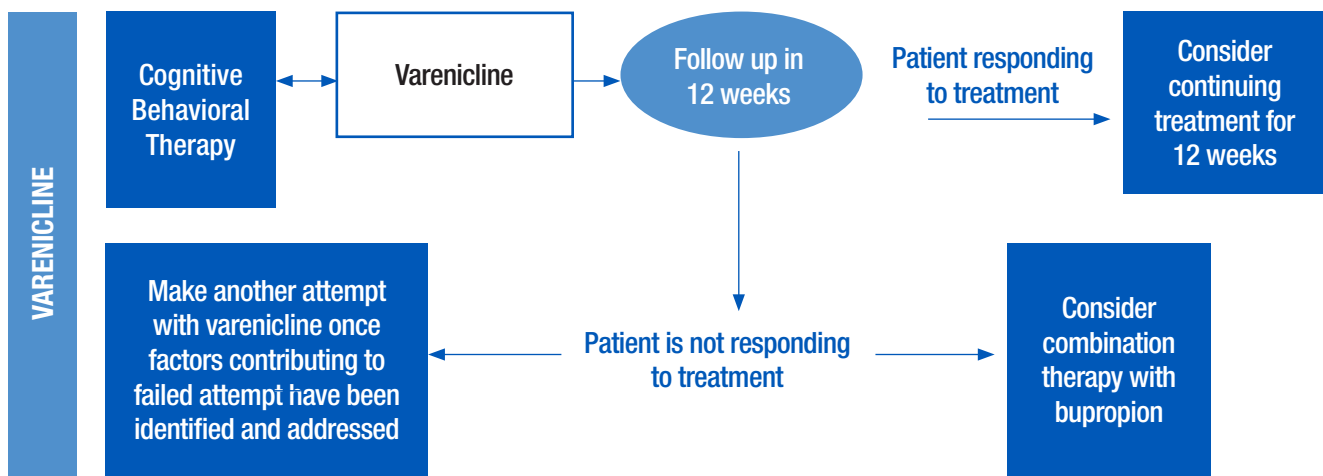 VARENICLINE
Cognitive
Behavioral
Therapy
Varenicline
Follow up in
12 weeks
Patient responding
to treatment
Consider
continuing
treatment for
12 weeks
Make another attempt
with varenicline once
factors contributing to
failed attempt have been
identified and addressed
Patient is not responding
to treatment
Consider
combination
therapy with
bupropion